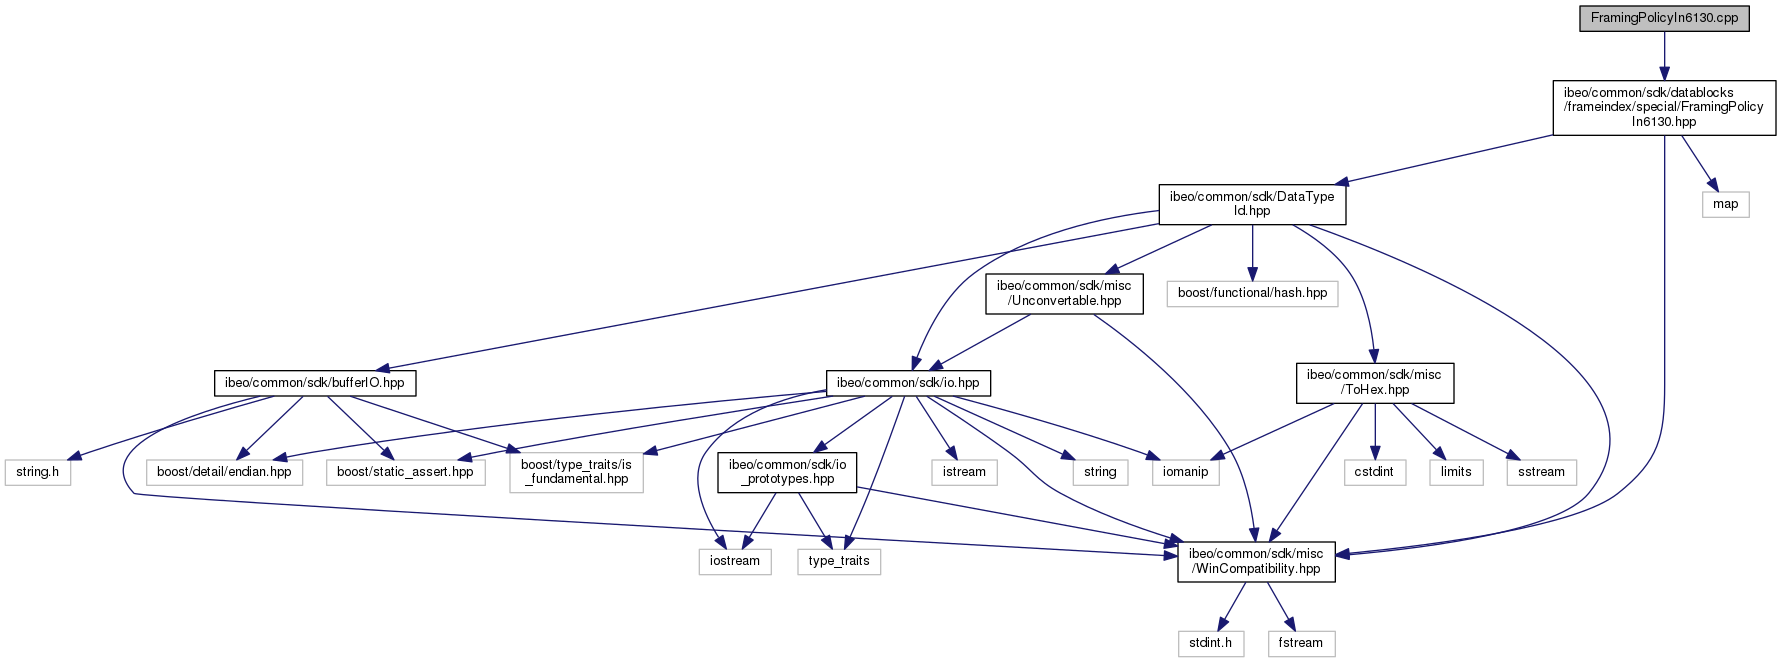 FramingPolicyIn6130.cpp
ibeo/common/sdk/datablocks
/frameindex/special/FramingPolicy
In6130.hpp
ibeo/common/sdk/DataType
Id.hpp
map
ibeo/common/sdk/misc
/Unconvertable.hpp
boost/functional/hash.hpp
ibeo/common/sdk/bufferIO.hpp
ibeo/common/sdk/io.hpp
ibeo/common/sdk/misc
/ToHex.hpp
string.h
boost/detail/endian.hpp
boost/static_assert.hpp
boost/type_traits/is
_fundamental.hpp
ibeo/common/sdk/io
_prototypes.hpp
istream
string
iomanip
cstdint
limits
sstream
iostream
type_traits
ibeo/common/sdk/misc
/WinCompatibility.hpp
stdint.h
fstream